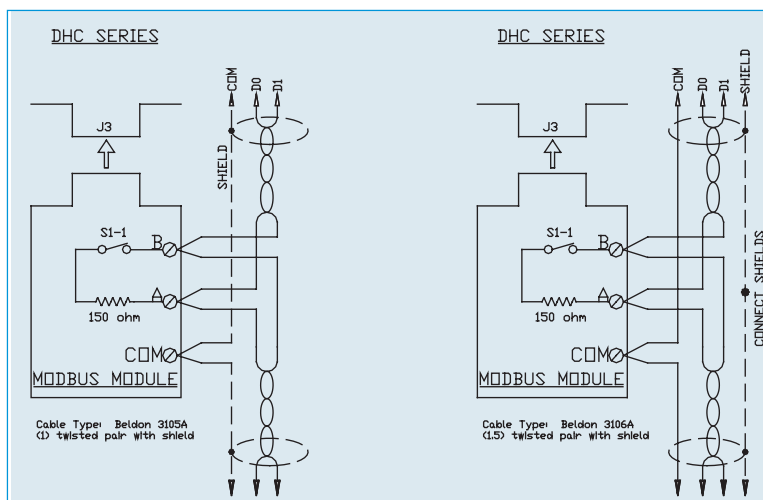 DHC SERIES
COM
D0
D1
J3
SHIELD
S1-1
B
A
150 ohm
COM
MODBUS MODULE
Cable Type: Beldon 3105A
(1) twisted pair with shield
DHC SERIES
COM
D0
D1
SHIELD
J3
S1-1
B
A
150 ohm
COM
CONNECT SHIELDS
MODBUS MODULE
Cable Type: Beldon 3106A
(1.5) twisted pair with shield